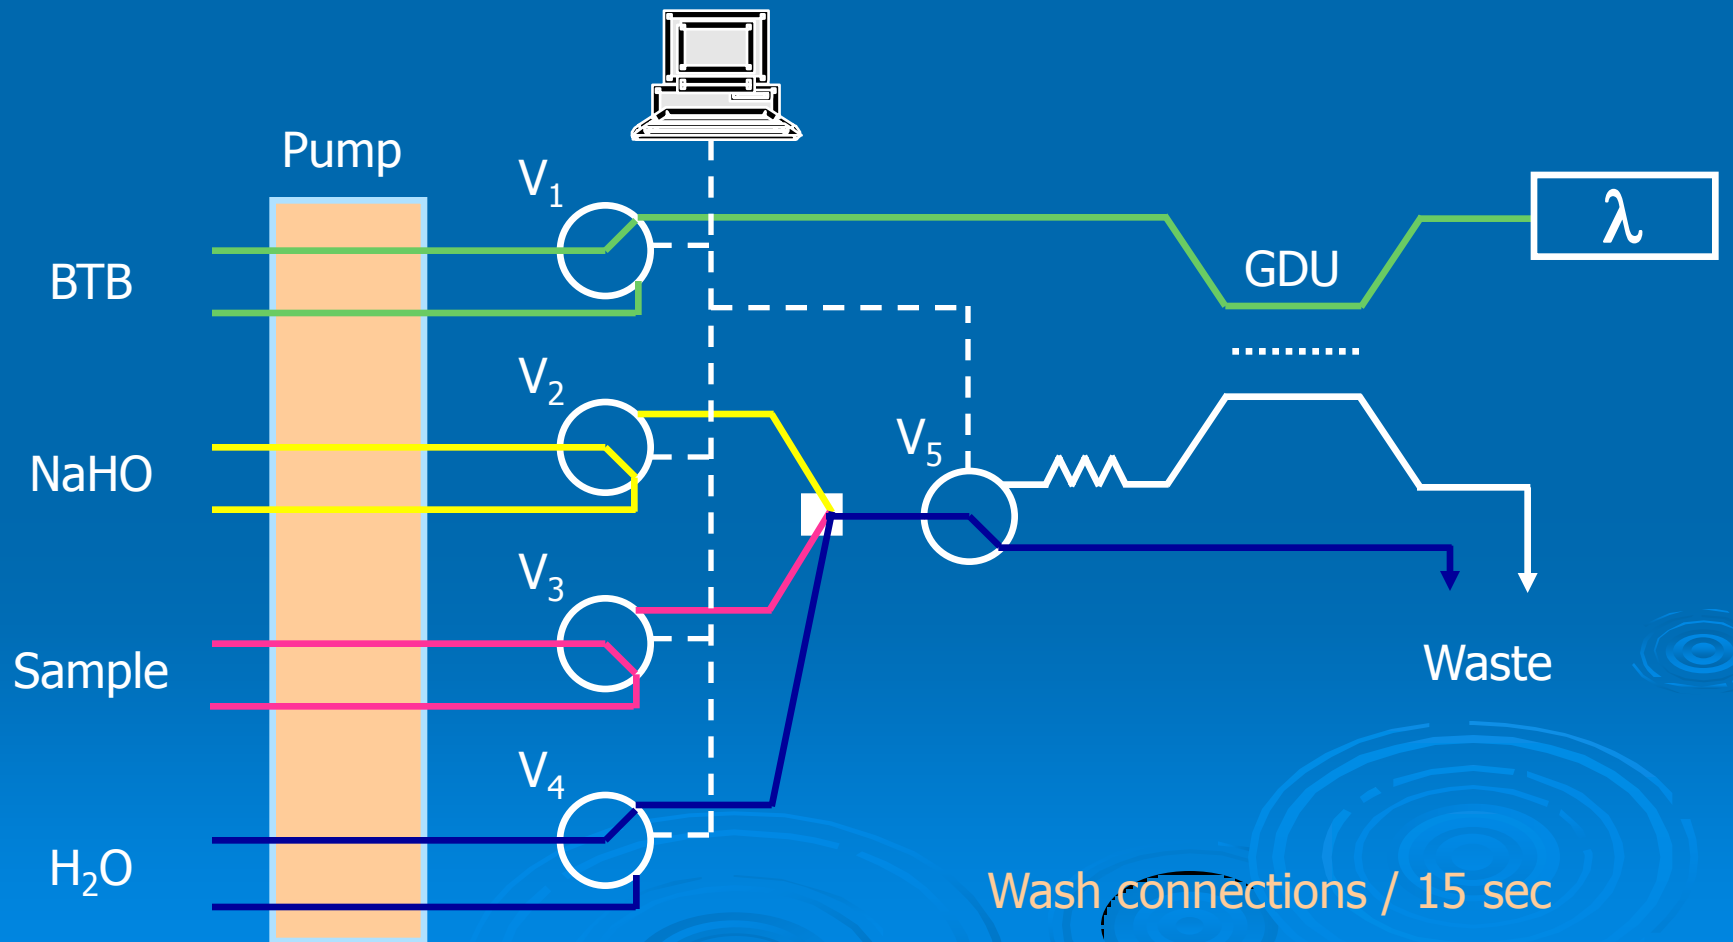 Pump
V₁
λ
GDU
BTB
V₂
V₅
NaHO
V₃
Sample
Waste
V₄
H₂O
Wash connections / 15 sec